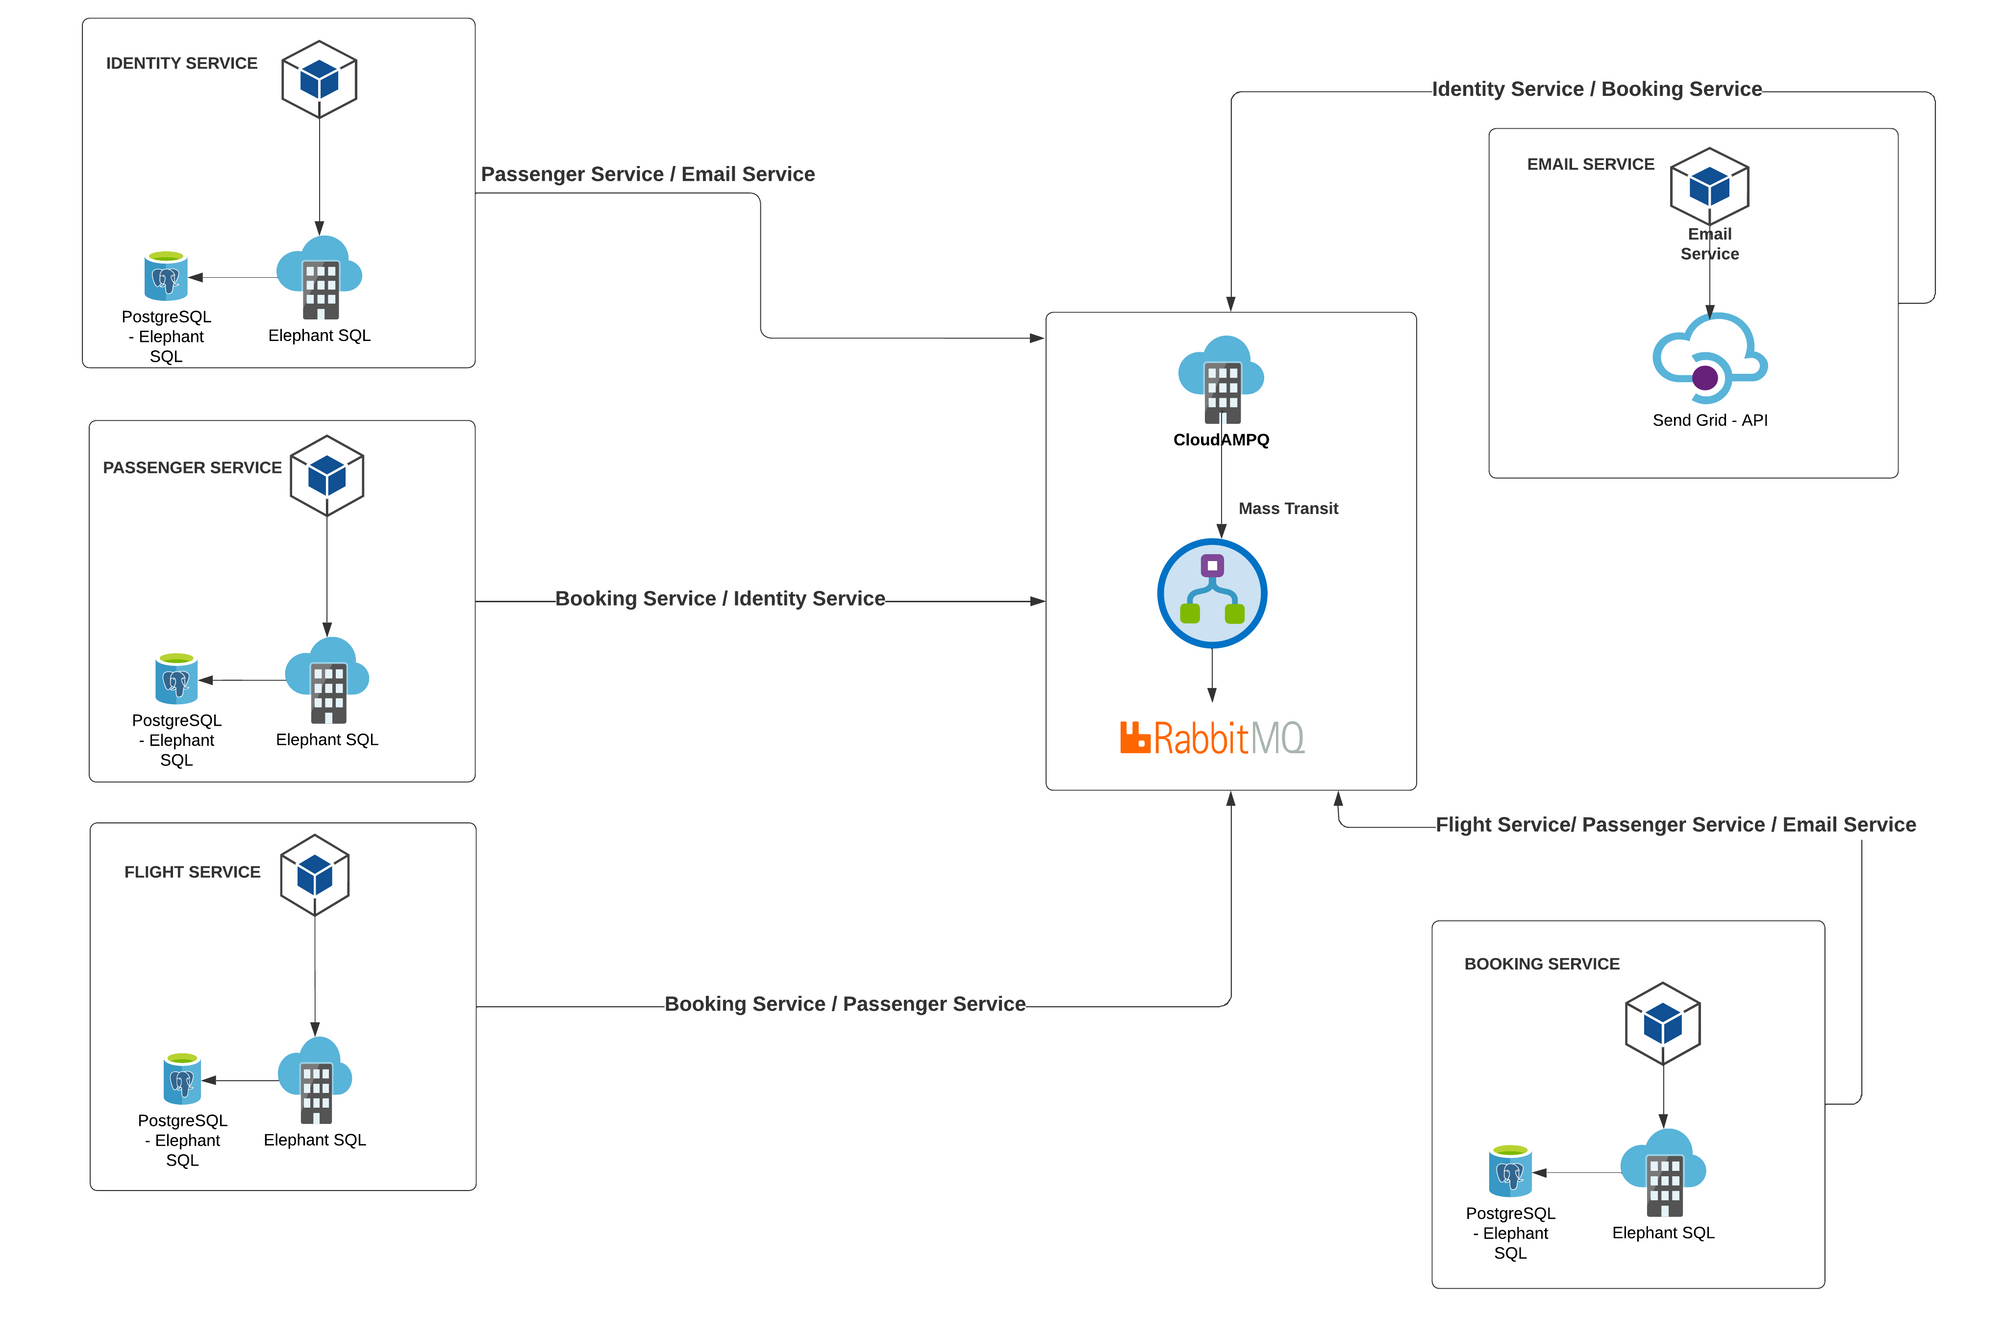 IDENTITY SERVICE
PostgreSQL
- Elephant
SQL
Elephant SQL
Passenger Service / Email Service
Identity Service / Booking Service
EMAIL SERVICE
Email
Service
Send Grid - API
PASSENGER SERVICE
PostgreSQL
- Elephant
SQL
Elephant SQL
Booking Service / Identity Service
CloudAMPQ
Mass Transit
RabbitMQ
FLIGHT SERVICE
PostgreSQL
- Elephant
SQL
Elephant SQL
Booking Service / Passenger Service
Flight Service/ Passenger Service / Email Service
BOOKING SERVICE
PostgreSQL
- Elephant
SQL
Elephant SQL